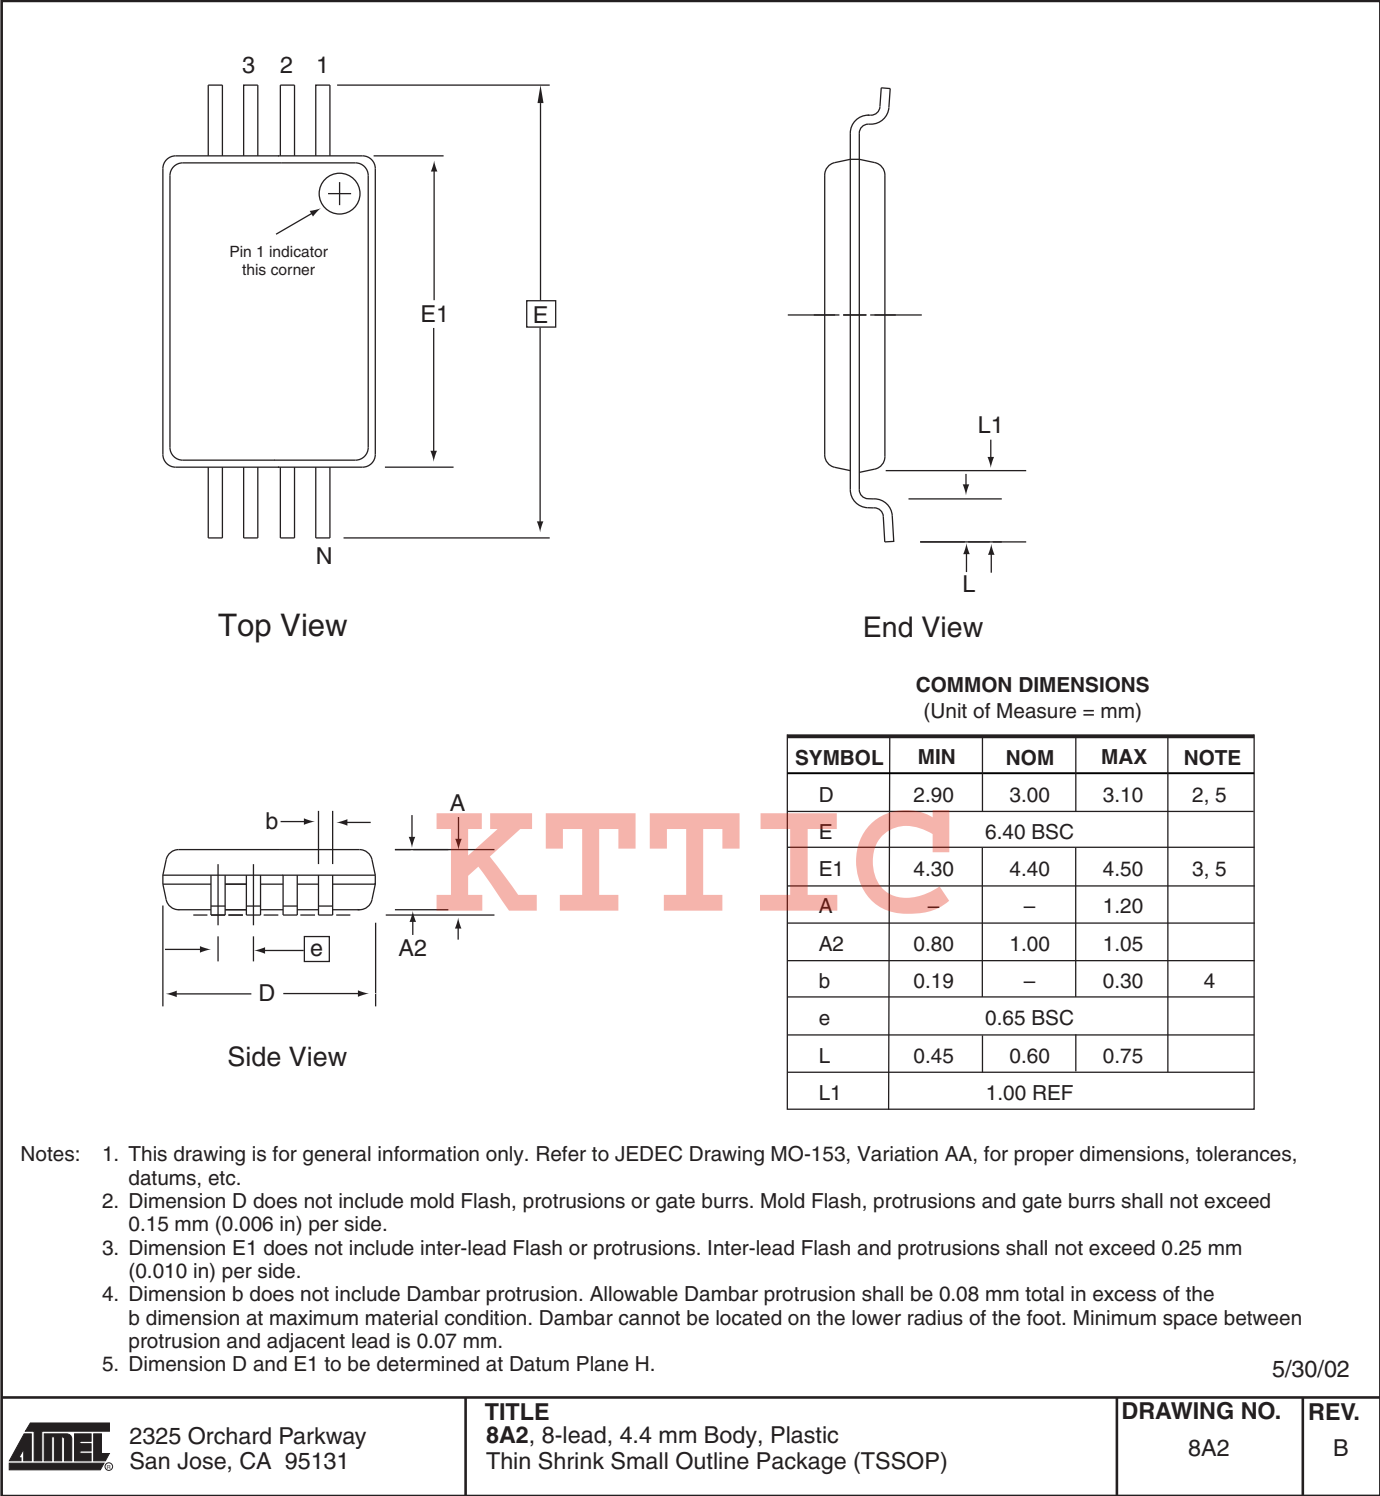 3 2 1
Pin 1 indicator
this corner
E1
E
N
Top View
L1
L
End View
COMMON DIMENSIONS
(Unit of Measure = mm)
SYMBOL MIN NOM MAX NOTE
D 2.90 3.00 3.10 2, 5
E 6.40 BSC
E1 4.30 4.40 4.50 3, 5
A – – 1.20
A2 0.80 1.00 1.05
b 0.19 – 0.30 4
e 0.65 BSC
L 0.45 0.60 0.75
L1 1.00 REF
b
A
e
A2
D
Side View
KTTIC
Notes: 1. This drawing is for general information only. Refer to JEDEC Drawing MO-153, Variation AA, for proper dimensions, tolerances,
datums, etc.
2. Dimension D does not include mold Flash, protrusions or gate burrs. Mold Flash, protrusions and gate burrs shall not exceed
0.15 mm (0.006 in) per side.
3. Dimension E1 does not include inter-lead Flash or protrusions. Inter-lead Flash and protrusions shall not exceed 0.25 mm
(0.010 in) per side.
4. Dimension b does not include Dambar protrusion. Allowable Dambar protrusion shall be 0.08 mm total in excess of the
b dimension at maximum material condition. Dambar cannot be located on the lower radius of the foot. Minimum space between
protrusion and adjacent lead is 0.07 mm.
5. Dimension D and E1 to be determined at Datum Plane H.
5/30/02
ATMEL ®
2325 Orchard Parkway
San Jose, CA 95131
TITLE
8A2, 8-lead, 4.4 mm Body, Plastic
Thin Shrink Small Outline Package (TSSOP)
DRAWING NO.
8A2
REV.
B